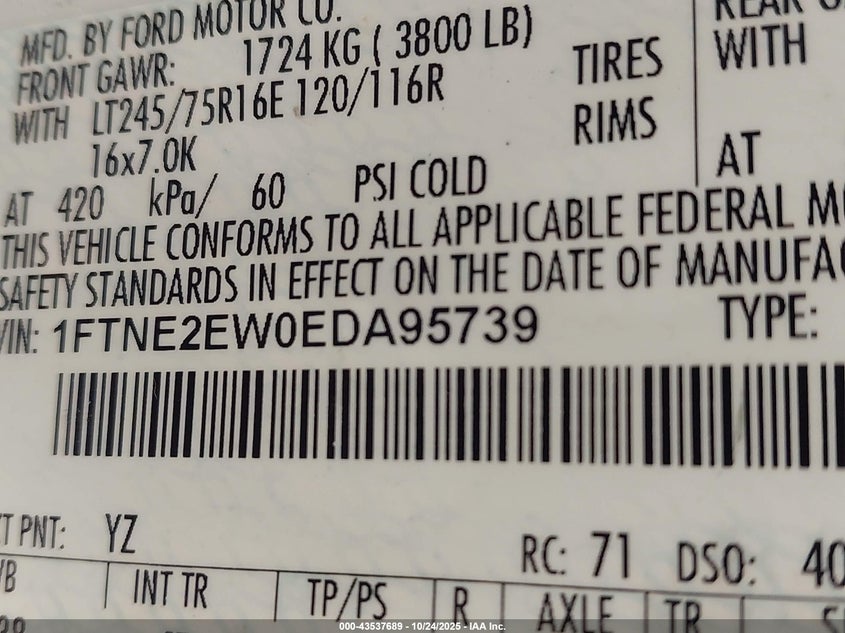 MFD. BY FORD MOTOR CO.
FRONT GAWR: 1724 KG ( 3800 LB)
WITH LT245/75R16E 120/116R TIRES
16x7.0K RIMS
AT 420 kPa/ 60 PSI COLD
WITH
AT
THIS VEHICLE CONFORMS TO ALL APPLICABLE FEDERAL MO
SAFETY STANDARDS IN EFFECT ON THE DATE OF MANUFAC
VIN: 1FTNE2EW0EDA95739 TYPE:
T PNT: YZ
RC: 71 DSO: 40
INT TR TP/PS R AXLE TR
000-43537689 - 10/24/2025 - IAA Inc.